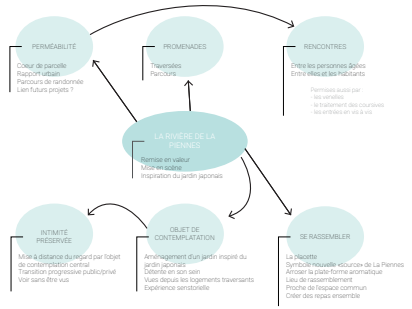 PERMÉABILITÉ
Coeur de parcelle
Rapport urbain
Parcours de randonnée
Lien futurs projets ?
PROMENADES
Traversées
Parcours
RENCONTRES
Entre les personnes âgées
Entre elles et les habitants
Permises aussi par :
- les venelles
- le traitement des coursives
- les entrées en vis à vis
LA RIVIÈRE DE LA
PIENNES
Remise en valeur
Mise en scène
Inspiration du jardin japonais
INTIMITÉ
PRÉSERVÉE
Mise à distance du regard par l'objet
de contemplation central
Transition progressive public/privé
Voir sans être vu
OBJET DE
CONTEMPLATATION
Aménagement d'un jardin inspiré du
jardin japonais
Détente en son sein
Vues depuis les logements traversants
Expérience sensitorielle
SE RASSEMBLER
La placette
Symbole nouvelle «source» de La Piennes
Arroser la plate-forme aromatique
Lieu de rassemblement
Proche de l'espace commun
Créer des repas ensemble